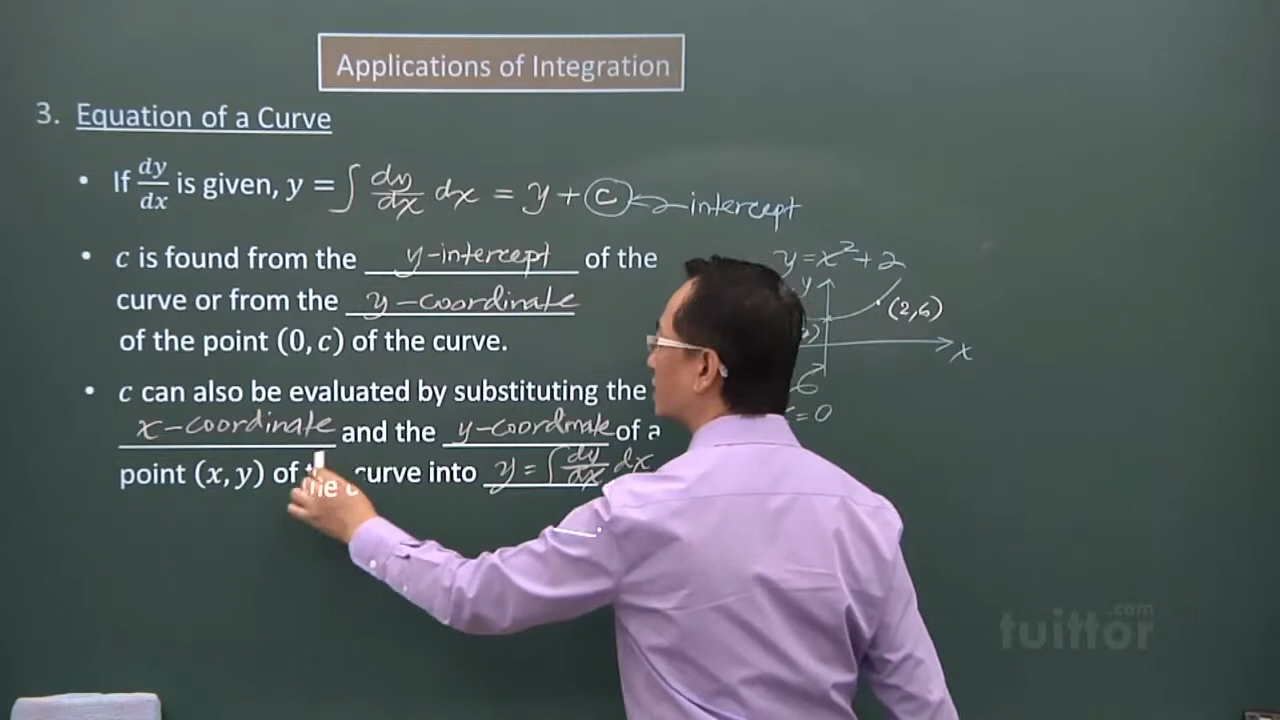 Applications of Integration
3. Equation of a Curve
• If dy/dx is given, y = ∫ dy/dx dx = y + c intercept
• c is found from the y-intercept of the
curve or from the y-coordinate
of the point (0, c) of the curve.
• c can also be evaluated by substituting the
x-coordinate and the y-coordinate of a
point (x, y) of curve into y = ∫ dy/dx dx
y = x² + 2
y
(2,6)
x
= 0
tuittor.com